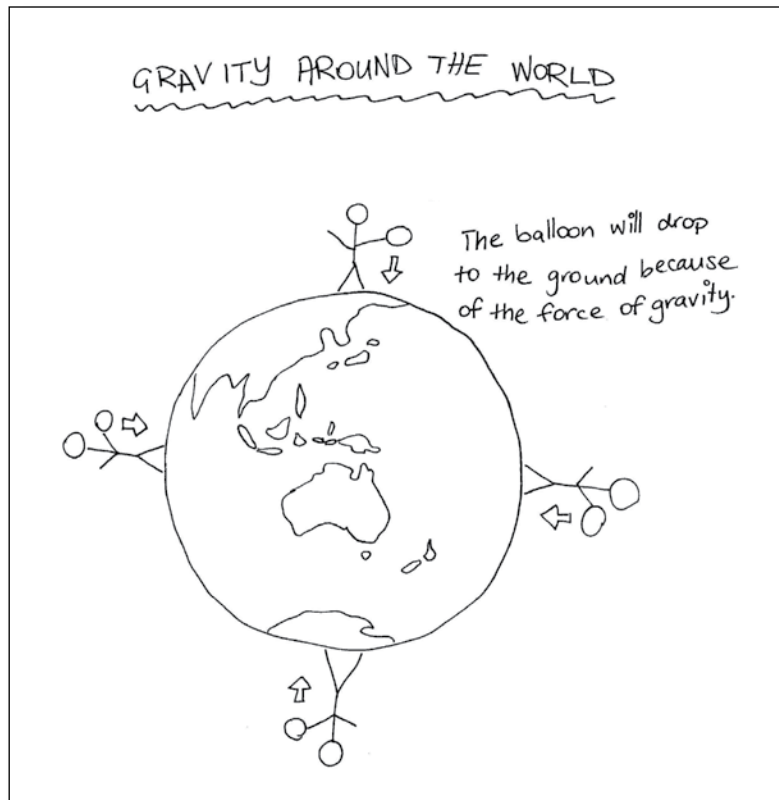 GRAVITY AROUND THE WORLD
The balloon will drop
to the ground because
of the force of gravity.